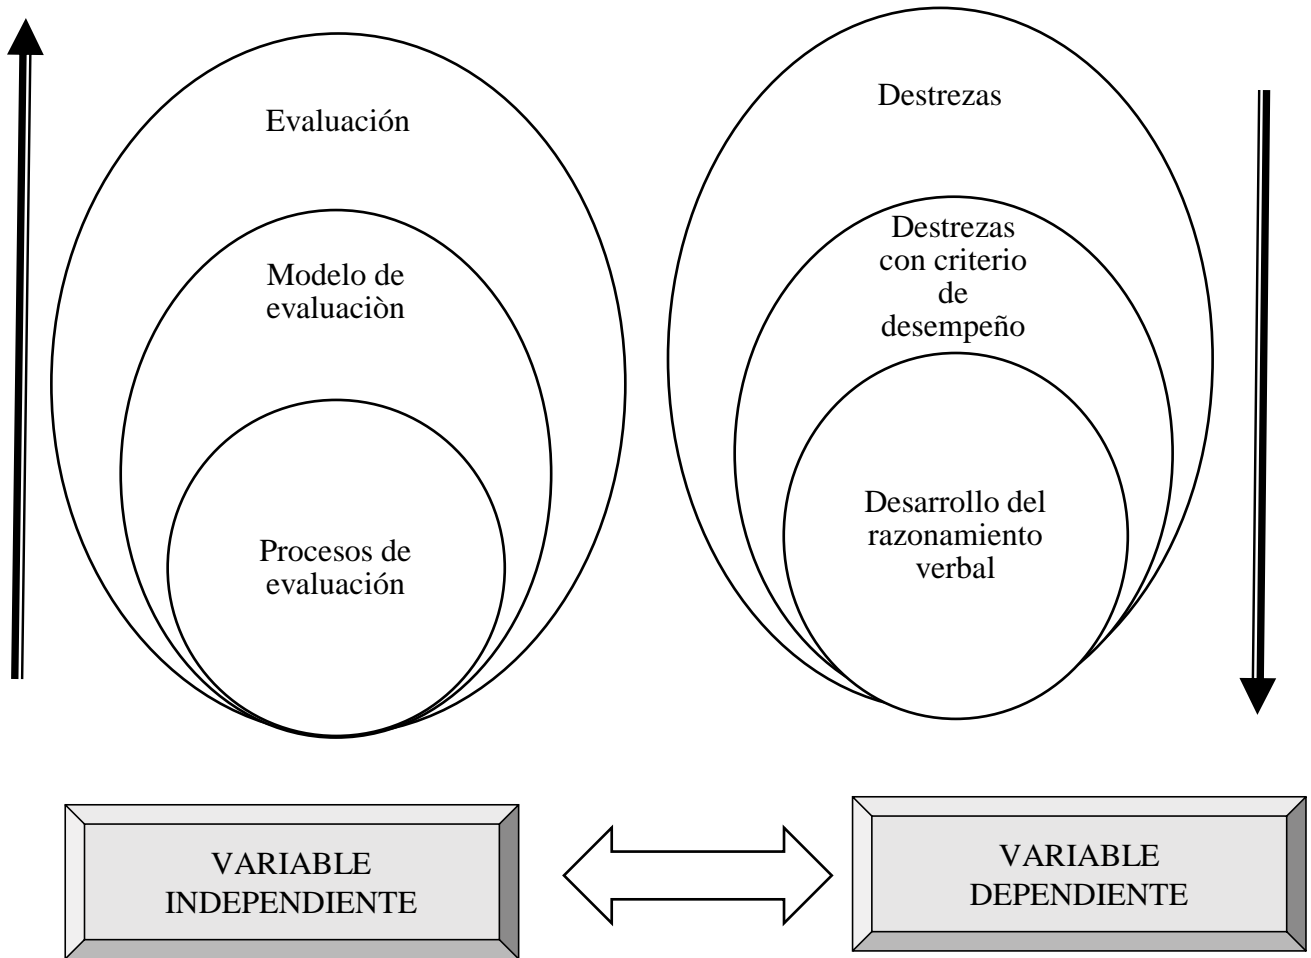 Evaluación
Modelo de
evaluaciòn
Procesos de
evaluación
Destrezas
Destrezas
con criterio
de
desempeño
Desarrollo del
razonamiento
verbal
VARIABLE
INDEPENDIENTE
VARIABLE
DEPENDIENTE